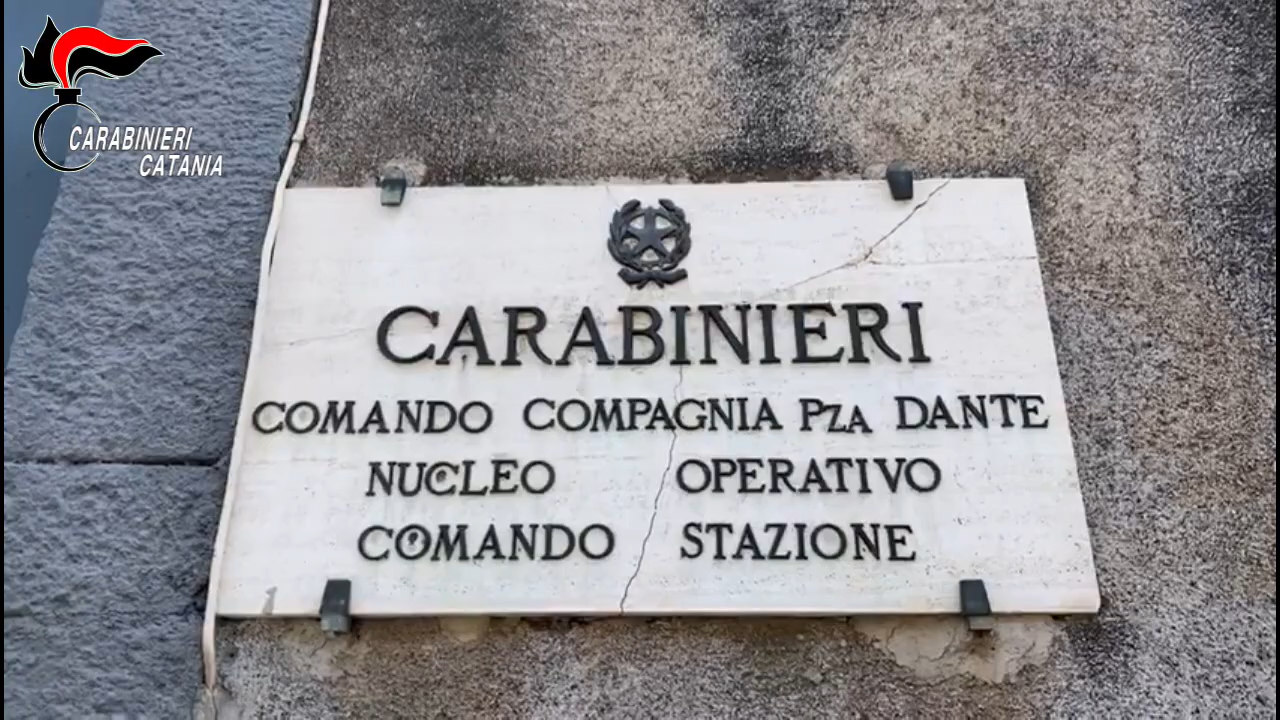 CARABINIERI
CATANIA
CARABINIERI
COMANDO COMPAGNIA PZA DANTE
NUCLEO OPERATIVO
COMANDO STAZIONE